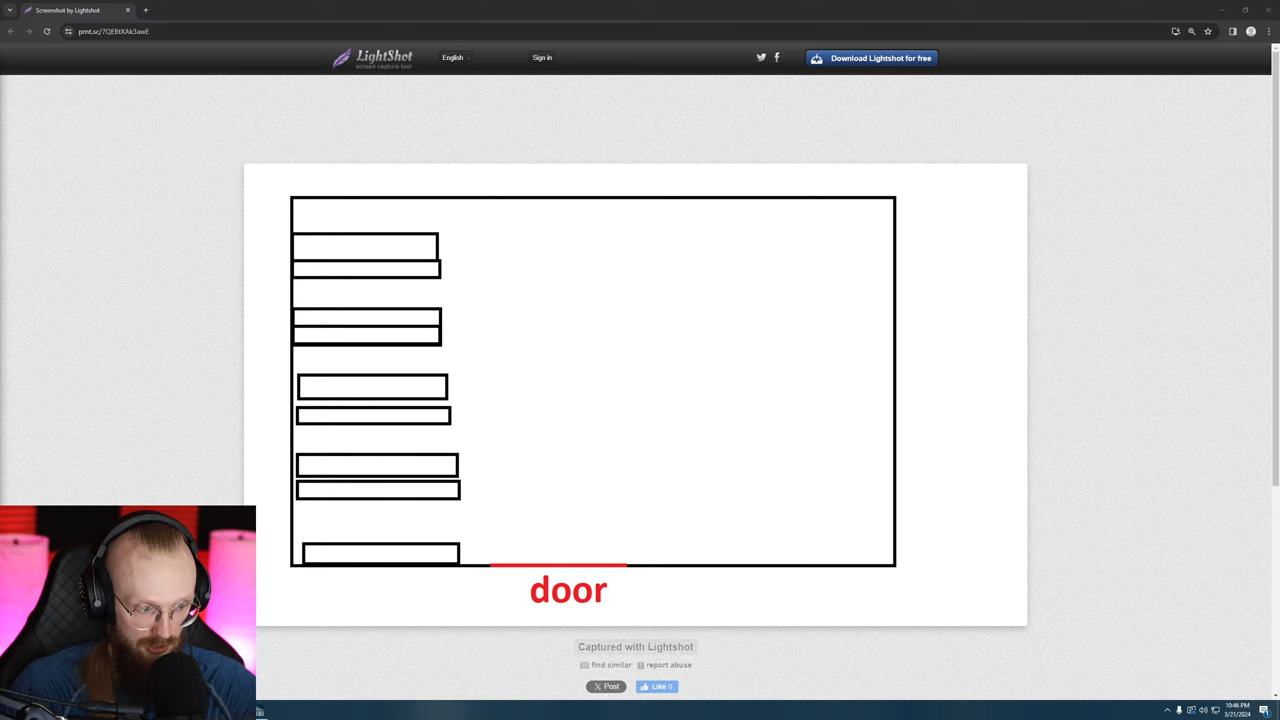 Screenshot by Lightshot
prnt.sc/7QEBtXAk3awE
LightShot
screen capture tool
English
Sign in
Download Lightshot for free
door
Captured with Lightshot
find similar
report abuse
X Post
Like 0
10:46 PM
3/21/2024